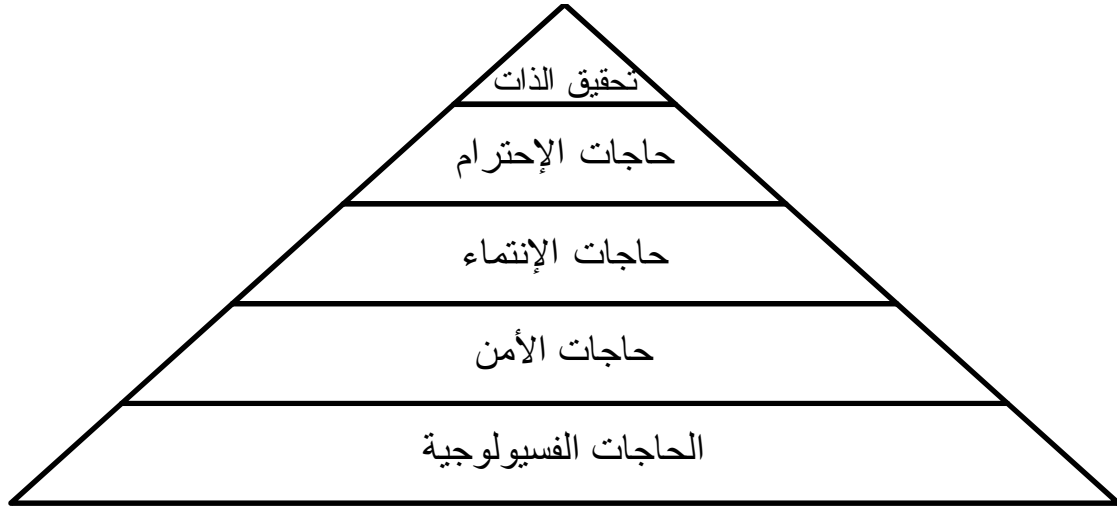 تحقيق الذات
حاجات الإحترام
حاجات الإنتماء
حاجات الأمن
الحاجات الفسيولوجية